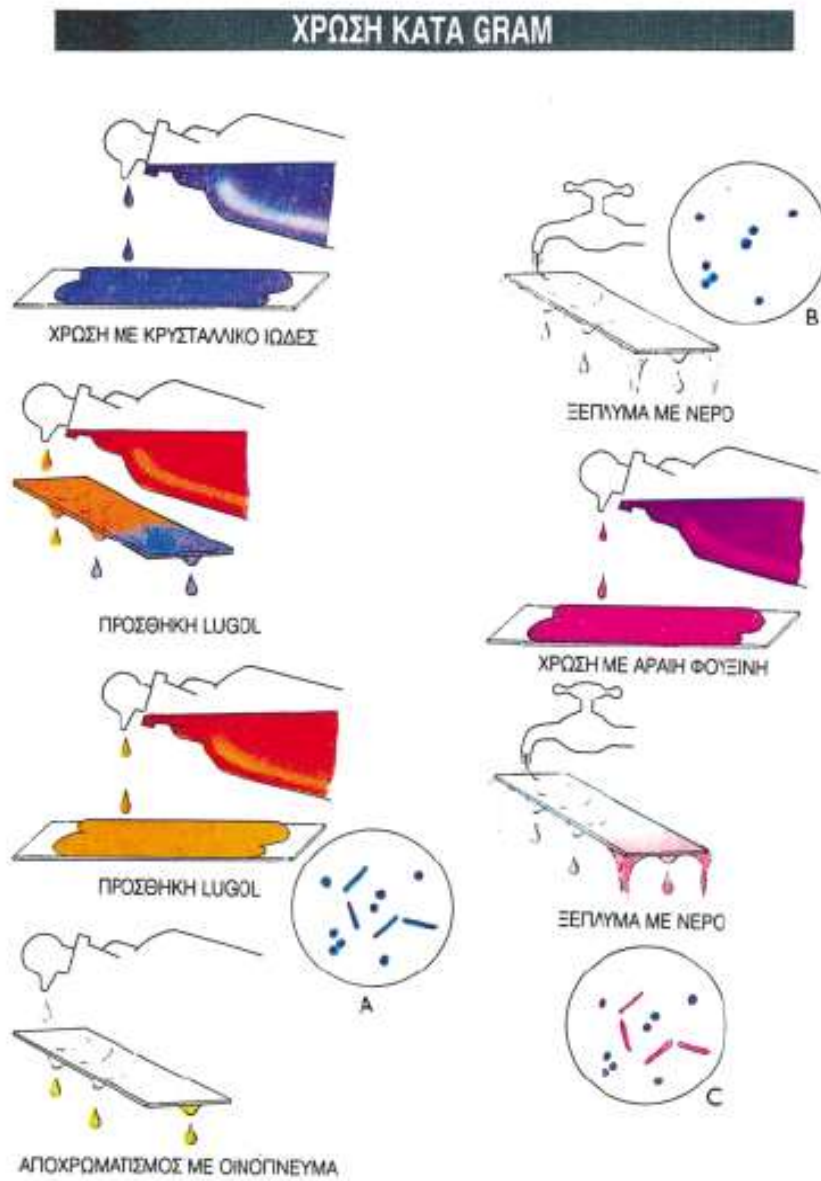 ΧΡΩΣΗ ΚΑΤΑ GRAM
ΧΡΩΣΗ ΜΕ ΚΡΥΣΤΑΛΛΙΚΟ ΙΩΔΕΣ
ΠΡΟΣΘΗΚΗ LUGOL
ΠΡΟΣΘΗΚΗ LUGOL
A
ΑΠΟΧΡΩΜΑΤΙΣΜΟΣ ΜΕ ΟΙΝΟΠΝΕΥΜΑ
B
ΞΕΠΛΥΜΑ ΜΕ ΝΕΡΟ
ΧΡΩΣΗ ΜΕ ΑΡΑΙΗ ΦΟΥΞΙΝΗ
ΞΕΠΛΥΜΑ ΜΕ ΝΕΡΟ
C